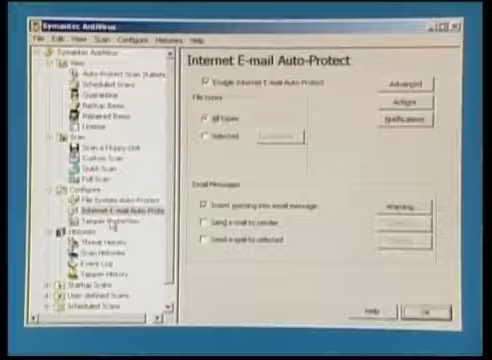 Symantec AntiVirus
File Edit View Scan Configure Histories Help
Symantec AntiVirus
View
Auto-Protect Scan Statistics
Scheduled Scans
Quarantine
Backup Items
Repaired Items
License
Scan
Scan a Floppy Disk
Custom Scan
Quick Scan
Full Scan
Configure
File System Auto-Protect
Internet E-mail Auto-Prote
Tamper Protection
Histories
Threat History
Scan Histories
Event Log
Tamper History
Startup Scans
User-defined Scans
Scheduled Scans
Internet E-mail Auto-Protect
Enable Internet E-mail Auto-Protect
Advanced
File types
Actions
All types
Notifications
Selected
Email Messages
Insert warning into email message
Warning...
Send e-mail to sender
Send e-mail to selected
Help
OK